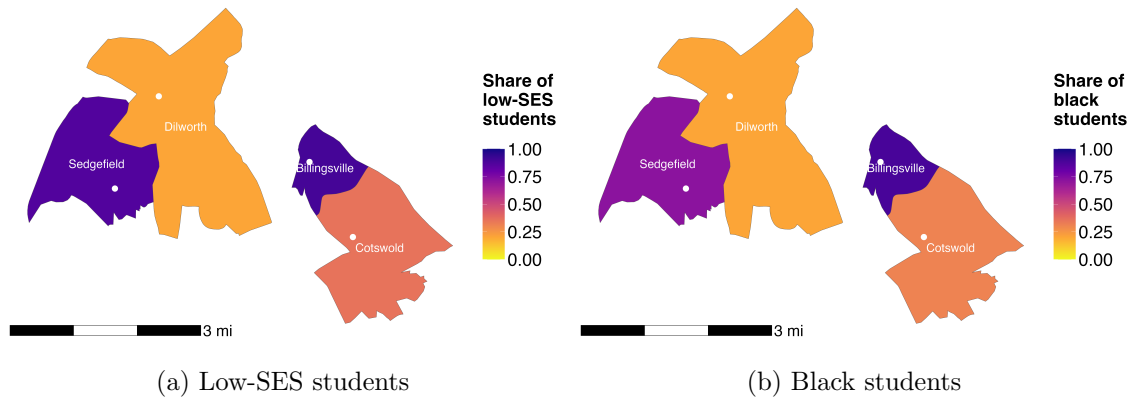 Share of
low-SES
students
1.00
0.75
0.50
0.25
0.00
Dilworth
Sedgefield
Billingsville
Cotswold
3 mi
(a) Low-SES students
Share of
black
students
1.00
0.75
0.50
0.25
0.00
Dilworth
Sedgefield
Billingsville
Cotswold
3 mi
(b) Black students